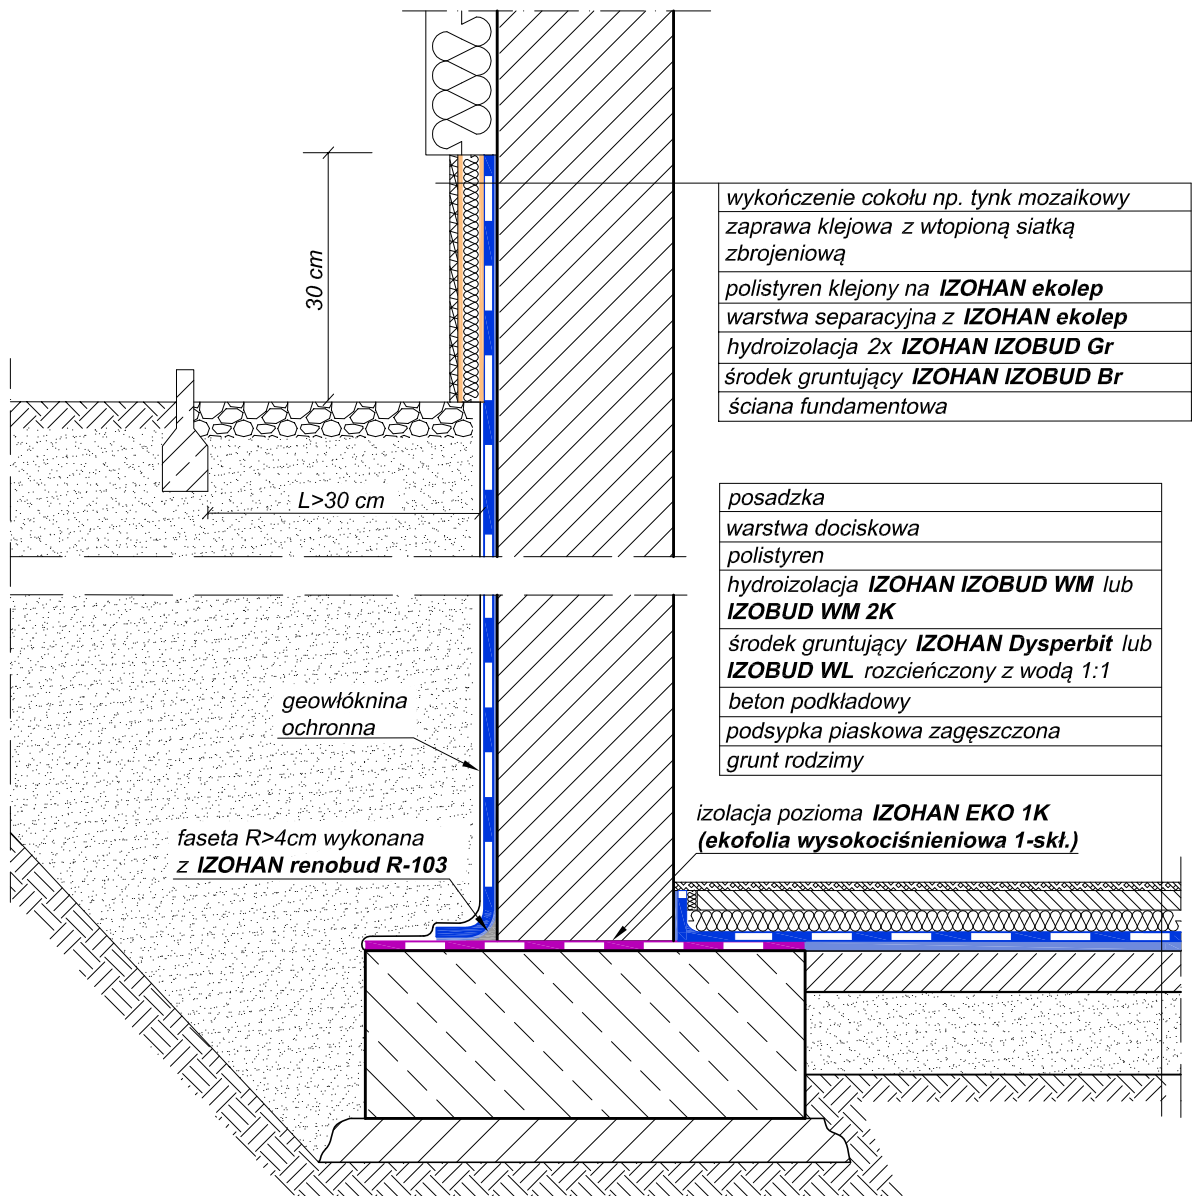 wykończenie cokołu np. tynk mozaikowy
zaprawa klejowa z wtopioną siatką
zbrojeniową
polistyren klejony na IZOHAN ekolep
warstwa separacyjna z IZOHAN ekolep
hydroizolacja 2x IZOHAN IZOBUD Gr
środek gruntujący IZOHAN IZOBUD Br
ściana fundamentowa
30 cm
L>30 cm
posadzka
warstwa dociskowa
polistyren
hydroizolacja IZOHAN IZOBUD WM lub
IZOBUD WM 2K
środek gruntujący IZOHAN Dysperbit lub
IZOBUD WL rozcieńczony z wodą 1:1
beton podkładowy
podsypka piaskowa zagęszczona
grunt rodzimy
geowłóknina
ochronna
faseta R>4cm wykonana
z IZOHAN renobud R-103
izolacja pozioma IZOHAN EKO 1K
(ekofolia wysokociśnieniowa 1-skł.)